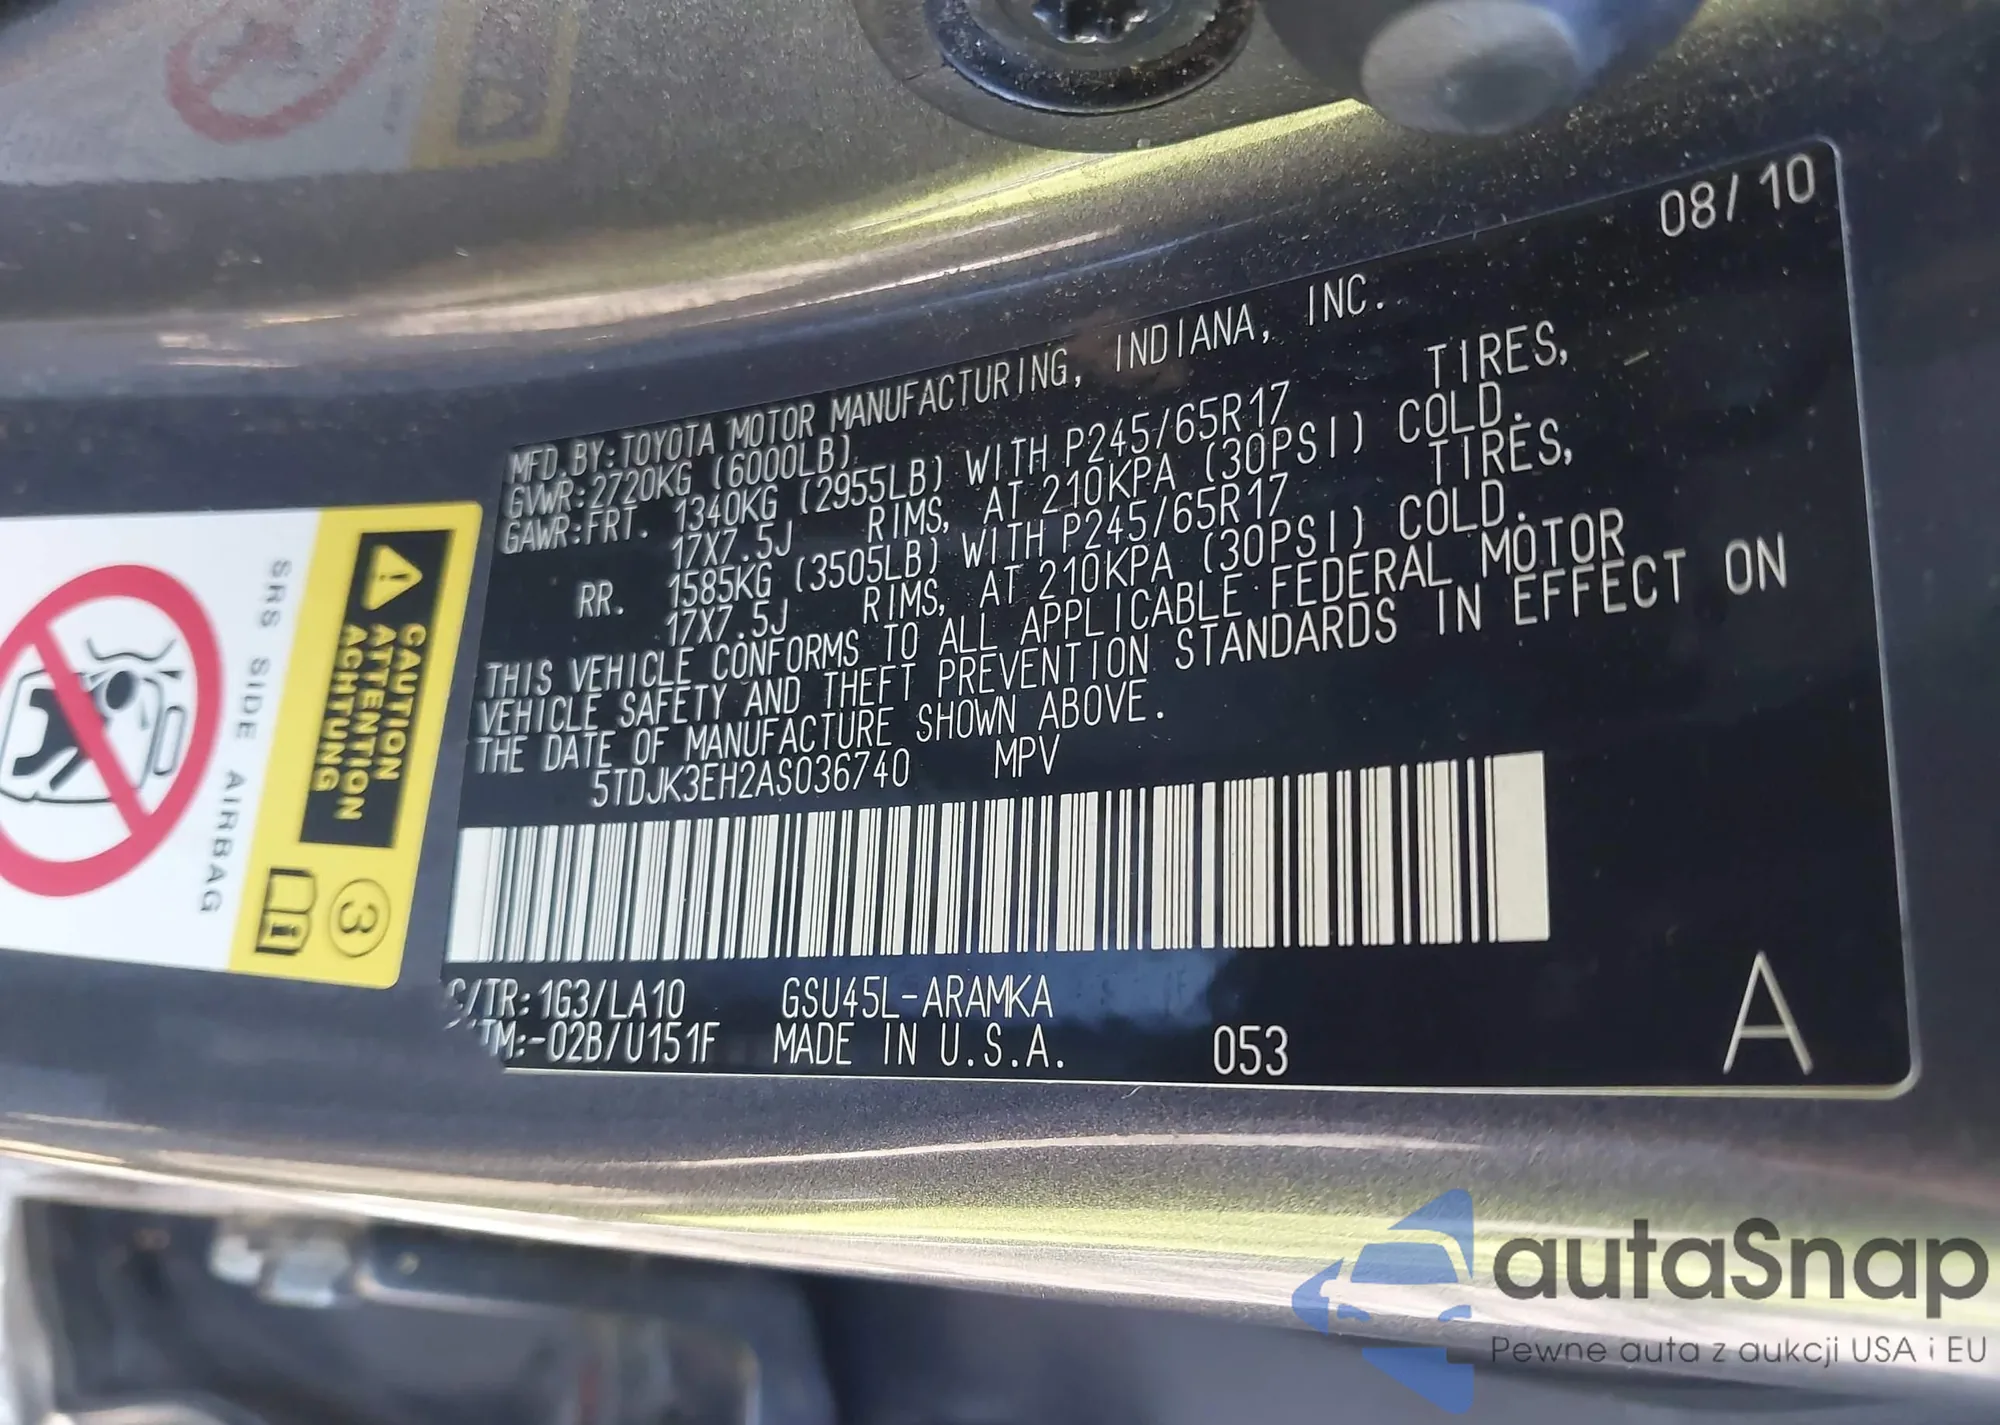 08/10
MFD.BY:TOYOTA MOTOR MANUFACTURING, INDIANA, INC.
GVWR:2720KG (6000LB)
GAWR:FRT. 1340KG (2955LB) WITH P245/65R17 TIRES,
17X7.5J RIMS, AT 210KPA (30PSI) COLD.
RR. 1585KG (3505LB) WITH P245/65R17 TIRES,
17X7.5J RIMS, AT 210KPA (30PSI) COLD.
THIS VEHICLE CONFORMS TO ALL APPLICABLE FEDERAL MOTOR
VEHICLE SAFETY AND THEFT PREVENTION STANDARDS IN EFFECT ON
THE DATE OF MANUFACTURE SHOWN ABOVE.
5TDJK3EH2AS036740 MPV
C/TR:1G3/LA10 GSU45L-ARAMKA
TM:-02B/U151F MADE IN U.S.A. 053
A
CAUTION
ATTENTION
ACHTUNG
SRS SIDE AIRBAG
3
autaSnap
Pewne auta z aukcji USA i EU